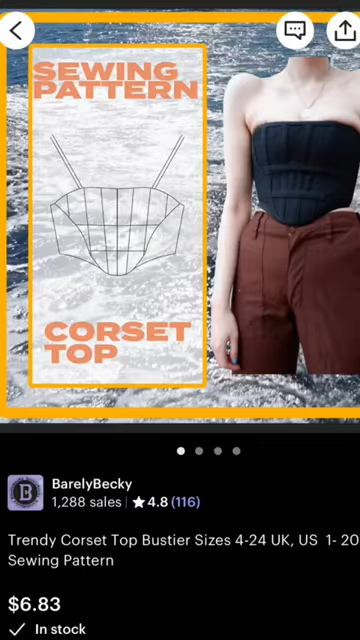 SEWING
PATTERN
CORSET
TOP
B
BarelyBecky
1,288 sales | ★ 4.8 (116)
Trendy Corset Top Bustier Sizes 4-24 UK, US 1- 20
Sewing Pattern
$6.83
✓ In stock